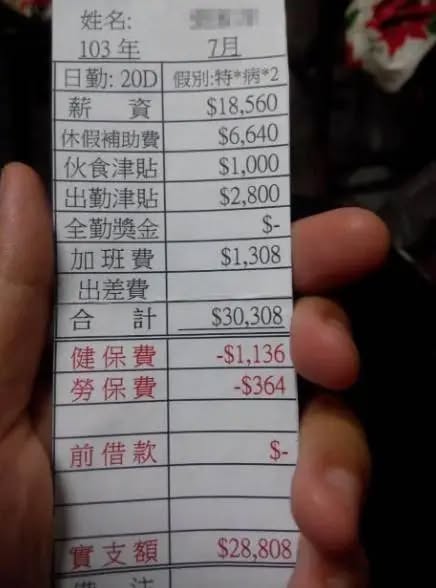 姓名:
103 年 7月
日勤: 20D 假別:特*病*2
薪 資 $18,560
休假補助費 $6,640
伙食津貼 $1,000
出勤津貼 $2,800
全勤獎金 $-
加班費 $1,308
出差費
合 計 $30,308
健保費 -$1,136
勞保費 -$364
前借款 $-
實支額 $28,808
備 注